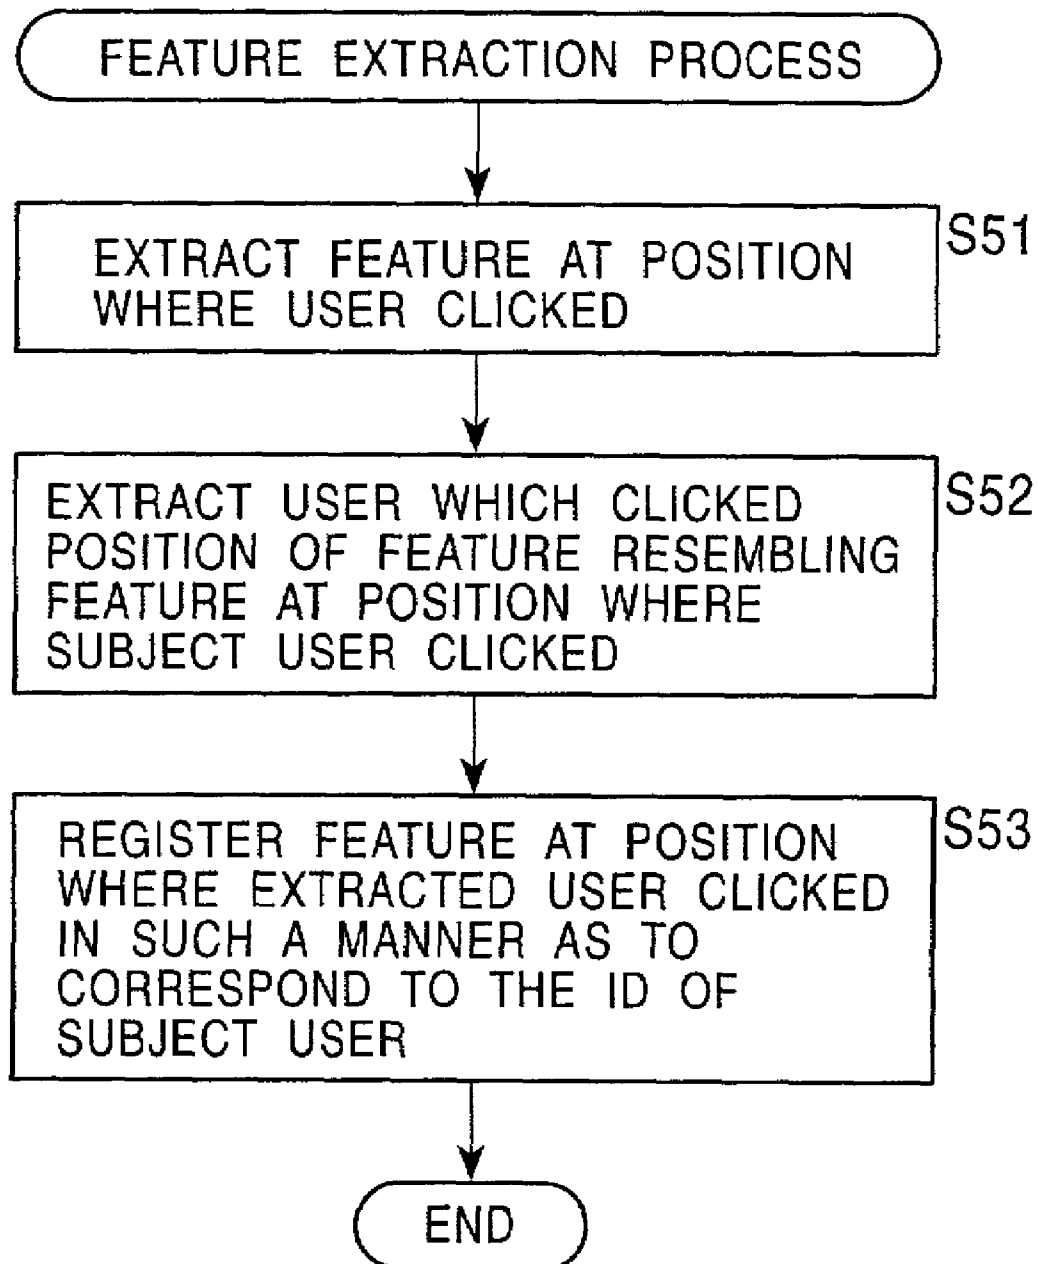 FEATURE EXTRACTION PROCESS
S51
EXTRACT FEATURE AT POSITION
WHERE USER CLICKED
S52
EXTRACT USER WHICH CLICKED
POSITION OF FEATURE RESEMBLING
FEATURE AT POSITION WHERE
SUBJECT USER CLICKED
S53
REGISTER FEATURE AT POSITION
WHERE EXTRACTED USER CLICKED
IN SUCH A MANNER AS TO
CORRESPOND TO THE ID OF
SUBJECT USER
END